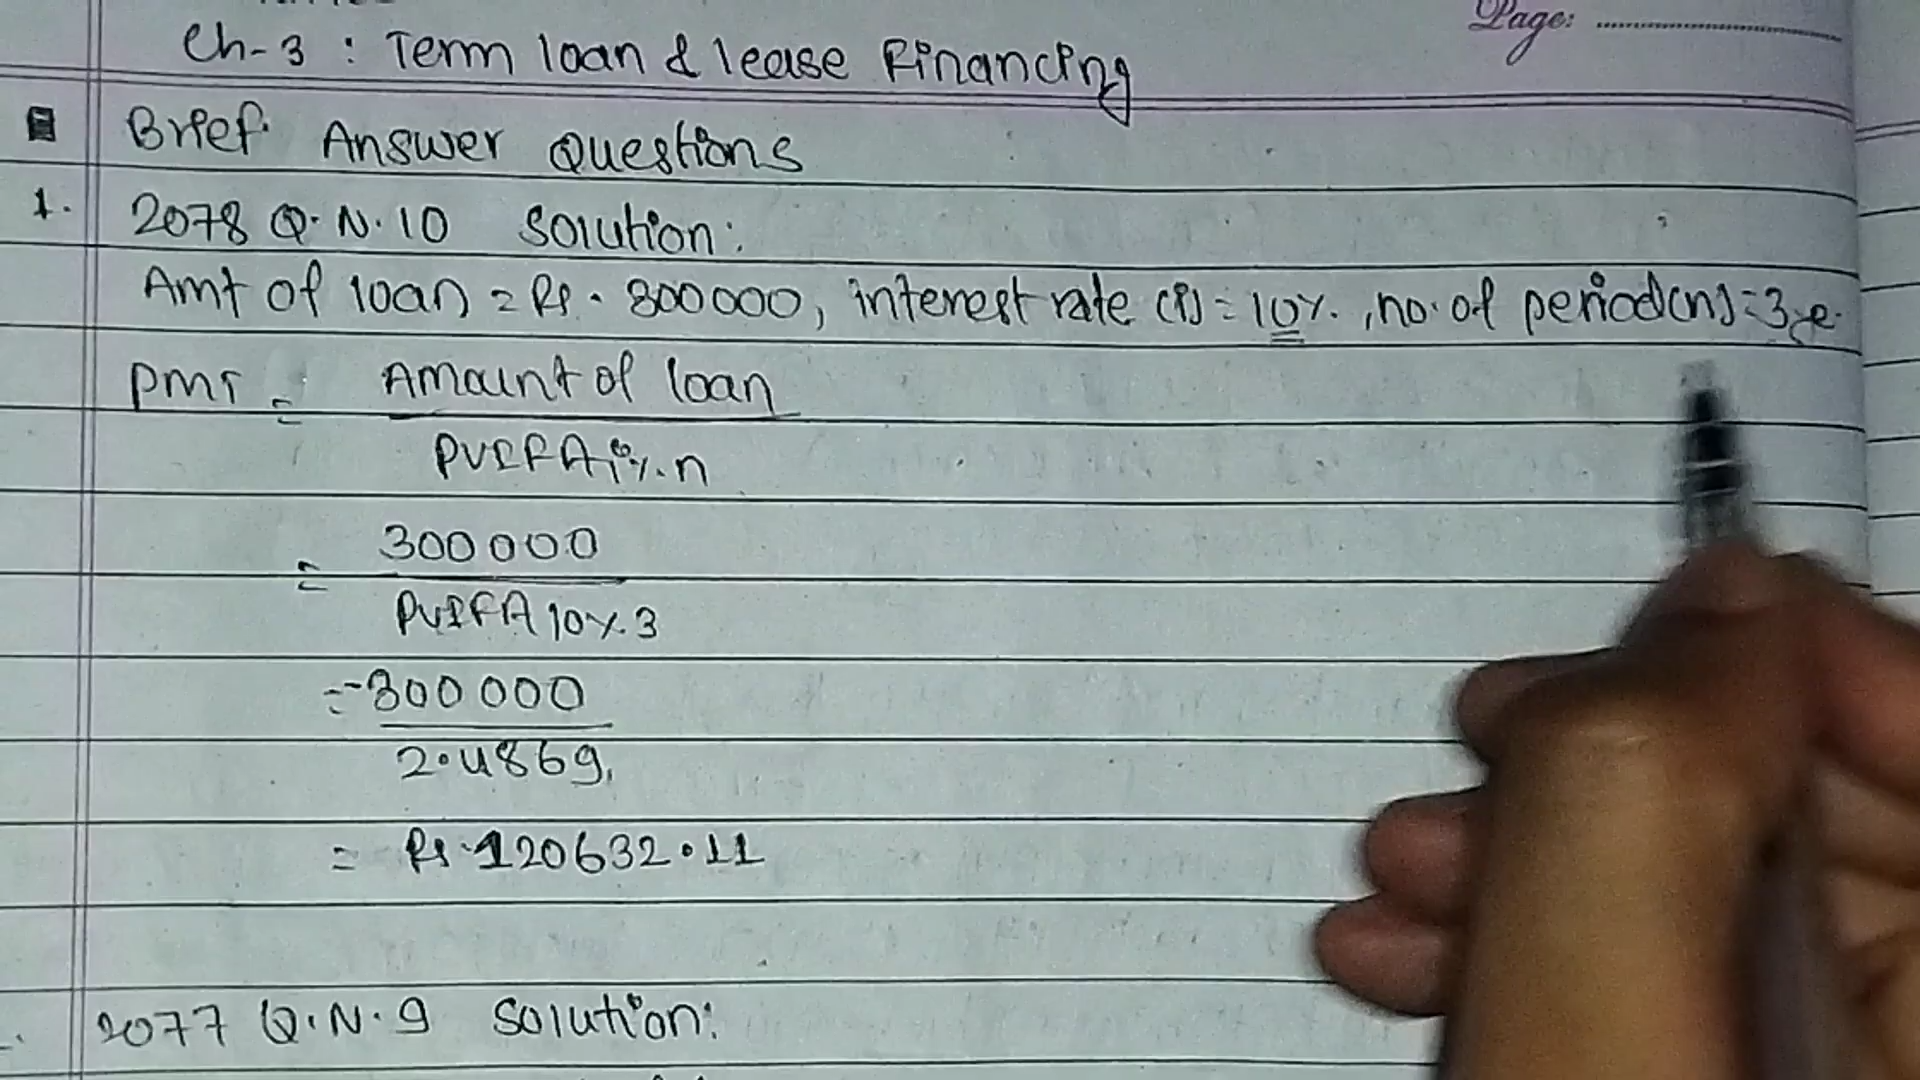 Page: ..........
Ch-3 : Term loan & lease Financing
Brief Answer Questions
1. 2078 Q.N.10 Solution:
Amt of loan = Rs. 300000, interest rate (i) = 10%, no. of period(n) = 3 ye.
PMT = Amount of loan
PVIFA i%.n
= 300000
PVIFA 10%.3
= 300000
2.4869
= Rs. 120632.11
2077 Q.N.9 Solution: